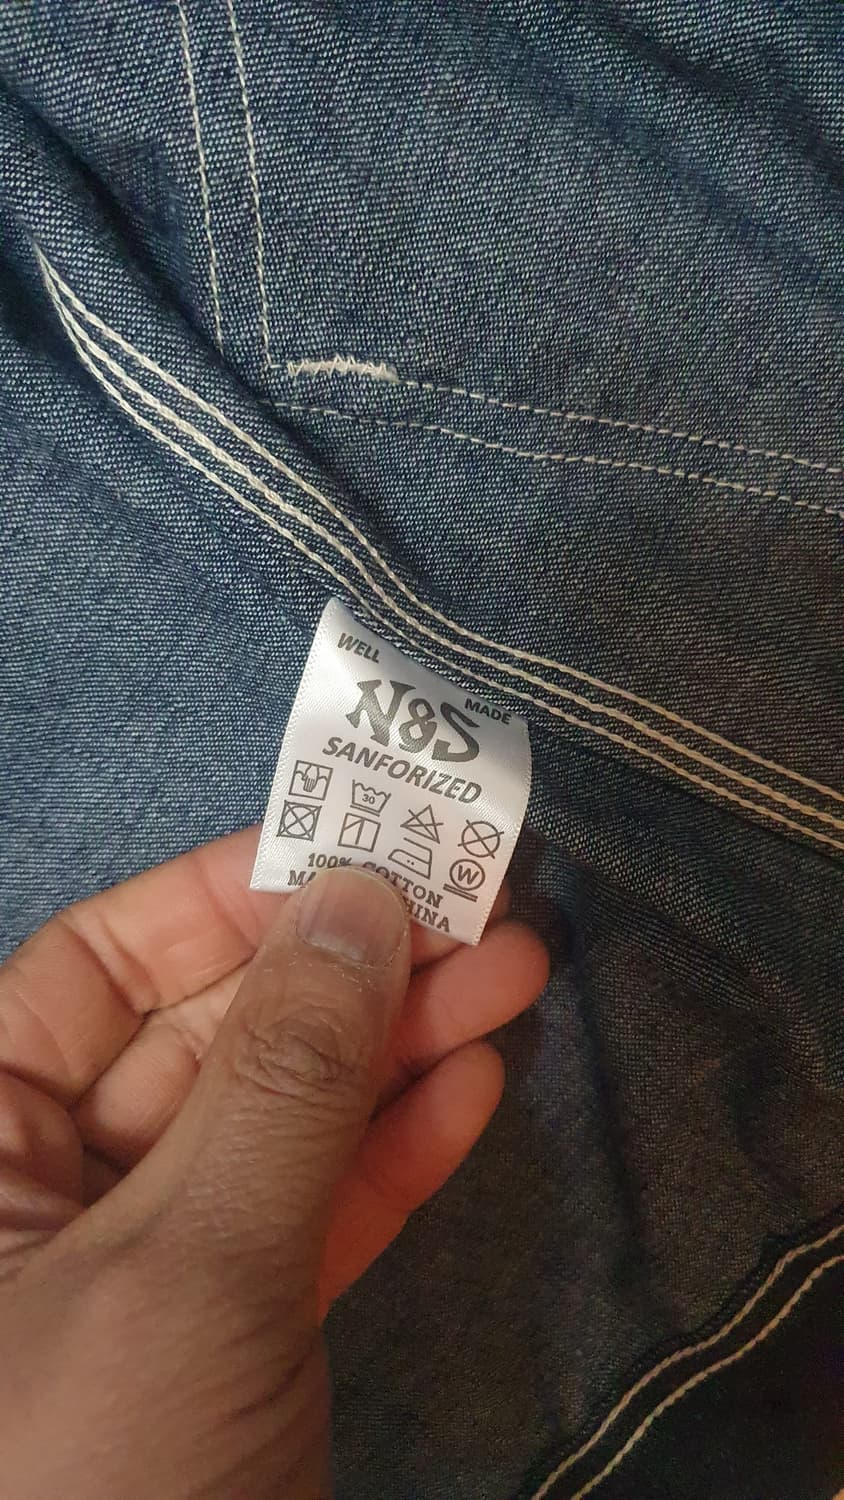 WELL
MADE
N&S
SANFORIZED
30
W
100% COTTON